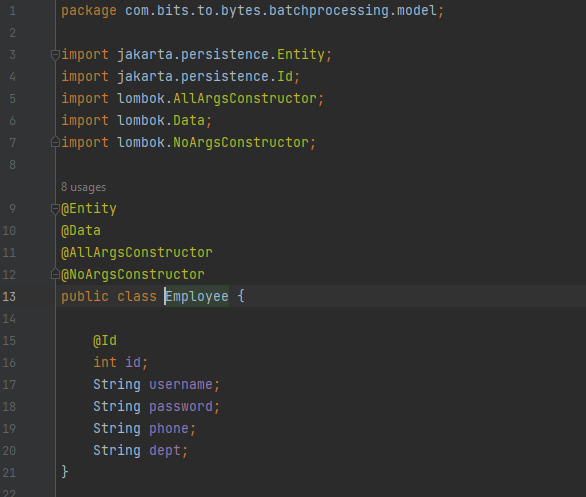 1 package com.bits.to.bytes.batchprocessing.model;
2
3 import jakarta.persistence.Entity;
4 import jakarta.persistence.Id;
5 import lombok.AllArgsConstructor;
6 import lombok.Data;
7 import lombok.NoArgsConstructor;
8
8 usages
9 @Entity
10 @Data
11 @AllArgsConstructor
12 @NoArgsConstructor
13 public class Employee {
14
15 @Id
16 int id;
17 String username;
18 String password;
19 String phone;
20 String dept;
21 }
22